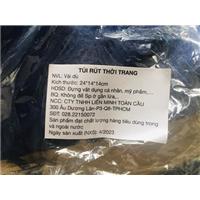 TÚI RÚT THỜI TRANG
NVL: Vải dù
Kích thước: 24*14*14cm
HDSD: Đựng vật dụng cá nhân, mỹ phẩm,....
BQ: Không để Sp ở gần lửa,..
NCC: CTY TNHH LIÊN MINH TOÀN CẦU
300 Âu Dương Lân-P3-Q8-TPHCM
SĐT: 028.22150072
Sản phẩm đạt chất lượng hàng tiêu dùng trong
và ngoài nước
Ngày sản xuất (NXS): 4/2023